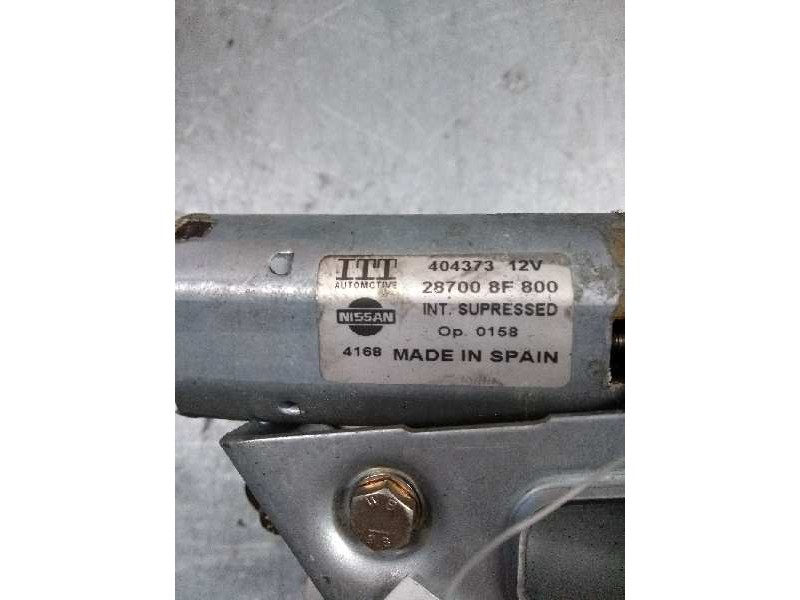 ITT 404373 12V
AUTOMOTIVE 28700 8F 800
NISSAN INT. SUPRESSED
Op. 0158
4168 MADE IN SPAIN